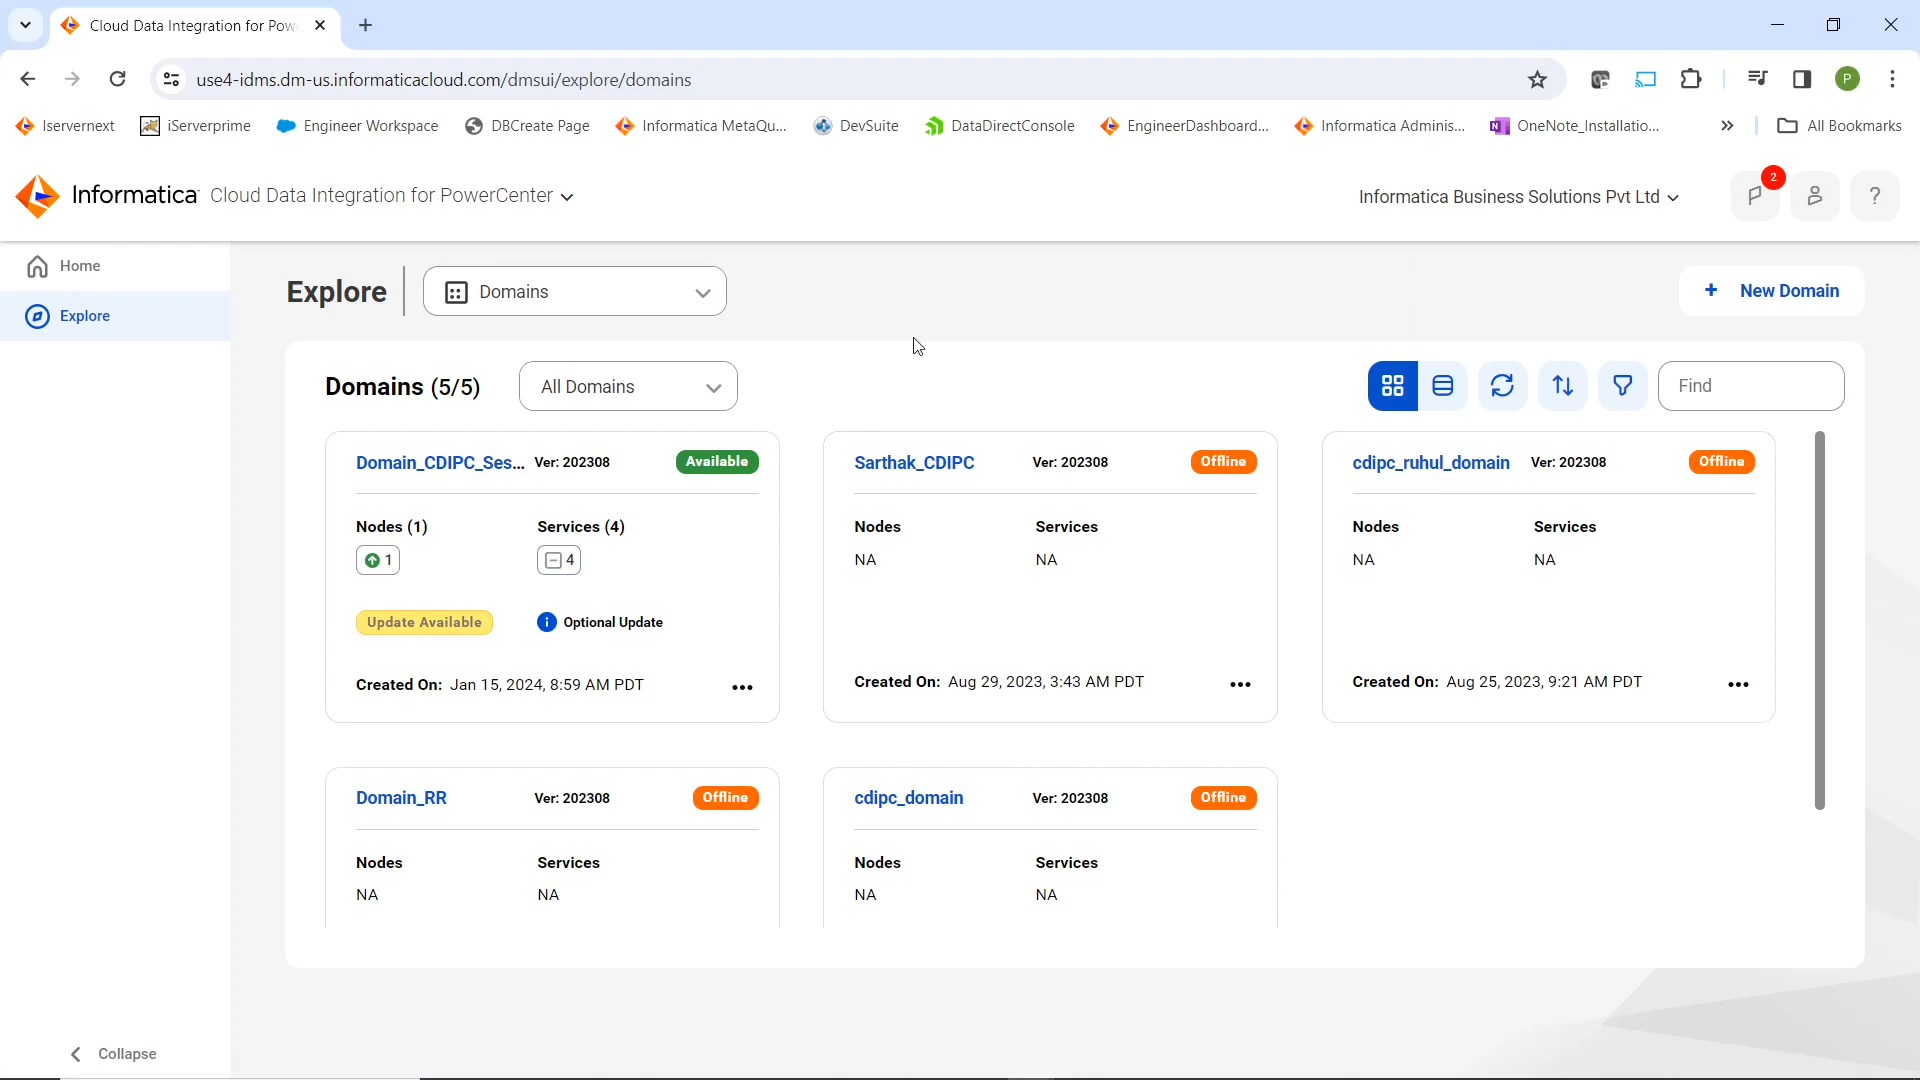 Cloud Data Integration for Pow
use4-idms.dm-us.informaticacloud.com/dmsui/explore/domains
P
Iservernext
iServerprime
Engineer Workspace
DBCreate Page
Informatica MetaQu...
DevSuite
DataDirectConsole
EngineerDashboard...
Informatica Adminis...
OneNote_Installatio...
All Bookmarks
Informatica Cloud Data Integration for PowerCenter
Informatica Business Solutions Pvt Ltd
2
?
Home
Explore
Explore
Domains
+ New Domain
Domains (5/5)
All Domains
Find
Domain_CDIPC_Ses... Ver: 202308 Available
Nodes (1) Services (4)
1 4
Update Available Optional Update
Created On: Jan 15, 2024, 8:59 AM PDT
Sarthak_CDIPC Ver: 202308 Offline
Nodes Services
NA NA
Created On: Aug 29, 2023, 3:43 AM PDT
cdipc_ruhul_domain Ver: 202308 Offline
Nodes Services
NA NA
Created On: Aug 25, 2023, 9:21 AM PDT
Domain_RR Ver: 202308 Offline
Nodes Services
NA NA
cdipc_domain Ver: 202308 Offline
Nodes Services
NA NA
Collapse